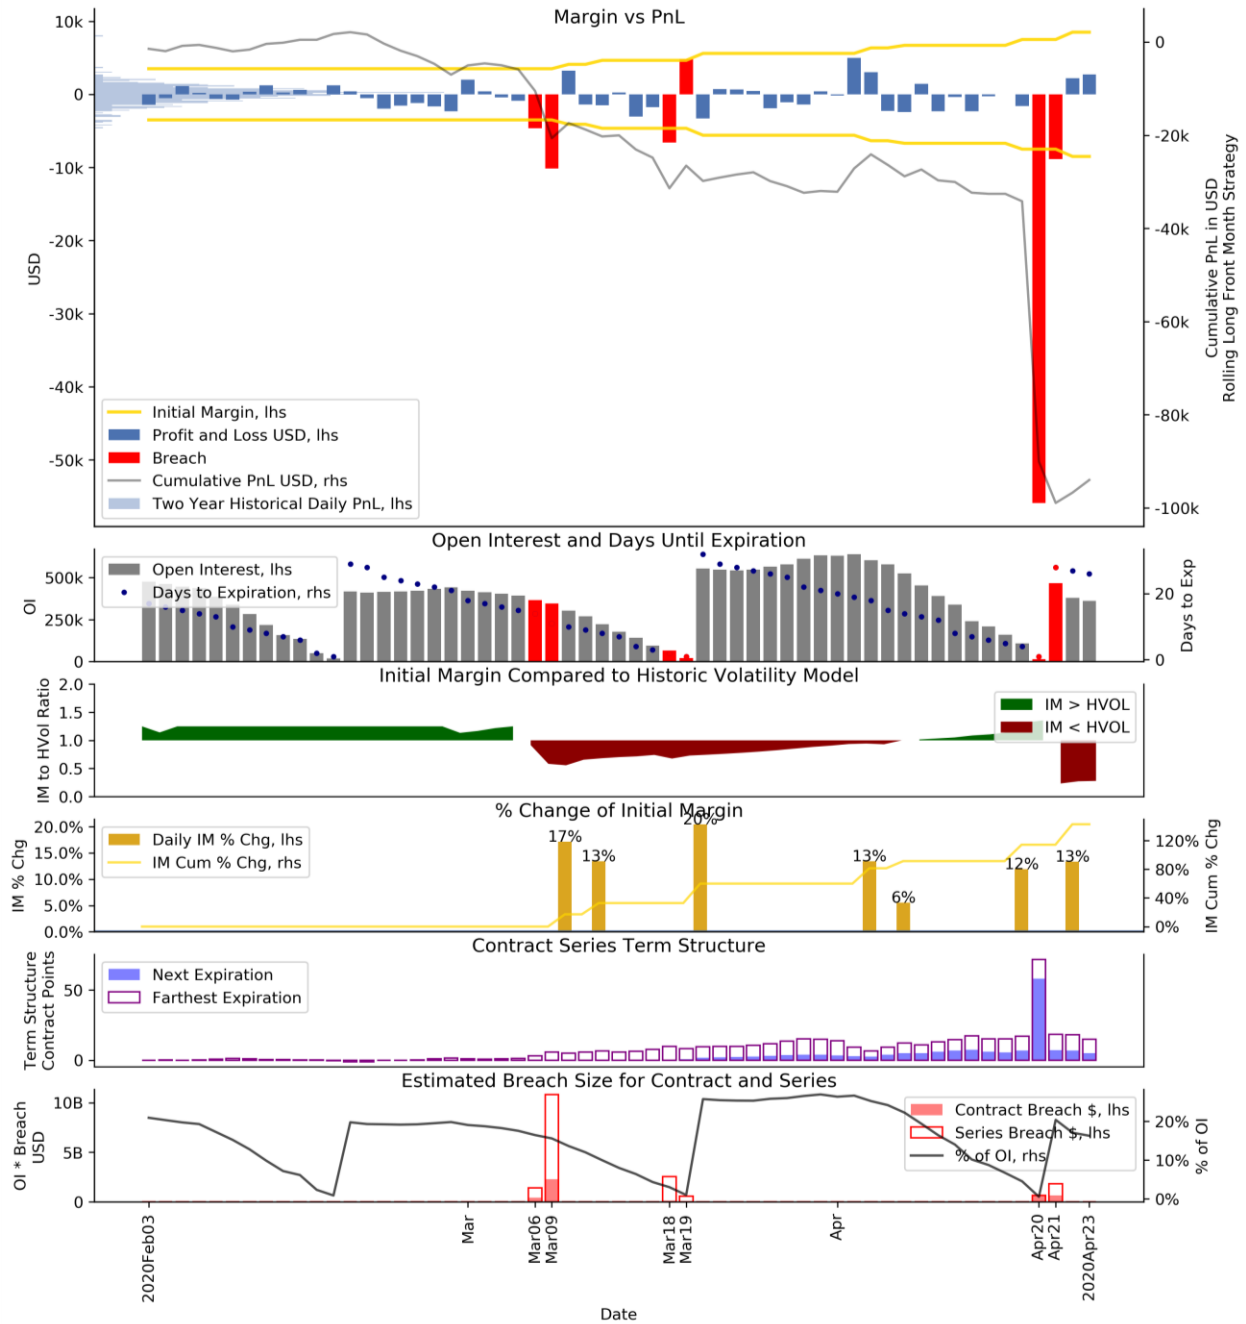 Margin vs PnL
10k
0
-10k
-20k
-30k
-40k
-50k
USD
0
-20k
-40k
-60k
-80k
-100k
Cumulative PnL in USD
Rolling Long Front Month Strategy
Initial Margin, lhs
Profit and Loss USD, lhs
Breach
Cumulative PnL USD, rhs
Two Year Historical Daily PnL, lhs
Open Interest and Days Until Expiration
500k
250k
0
OI
Open Interest, lhs
Days to Expiration, rhs
20
0
Days to Exp
Initial Margin Compared to Historic Volatility Model
2.0
1.5
1.0
0.5
0.0
IM to HVol Ratio
IM > HVOL
IM < HVOL
% Change of Initial Margin
20.0%
15.0%
10.0%
5.0%
0.0%
IM % Chg
Daily IM % Chg, lhs
IM Cum % Chg, rhs
17%
13%
20%
13%
6%
12%
13%
120%
80%
40%
0%
IM Cum % Chg
Contract Series Term Structure
50
0
Term Structure
Contract Points
Next Expiration
Farthest Expiration
Estimated Breach Size for Contract and Series
10B
5B
0
OI * Breach
USD
Contract Breach $, lhs
Series Breach $, lhs
% of OI, rhs
20%
10%
0%
% of OI
2020Feb03
Mar
Mar06
Mar09
Mar18
Mar19
Apr
Apr20
Apr21
2020Apr23
Date